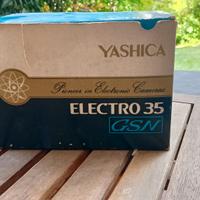 YASHICA
Pioneer in Electronic Cameras
ELECTRO 35
GSN